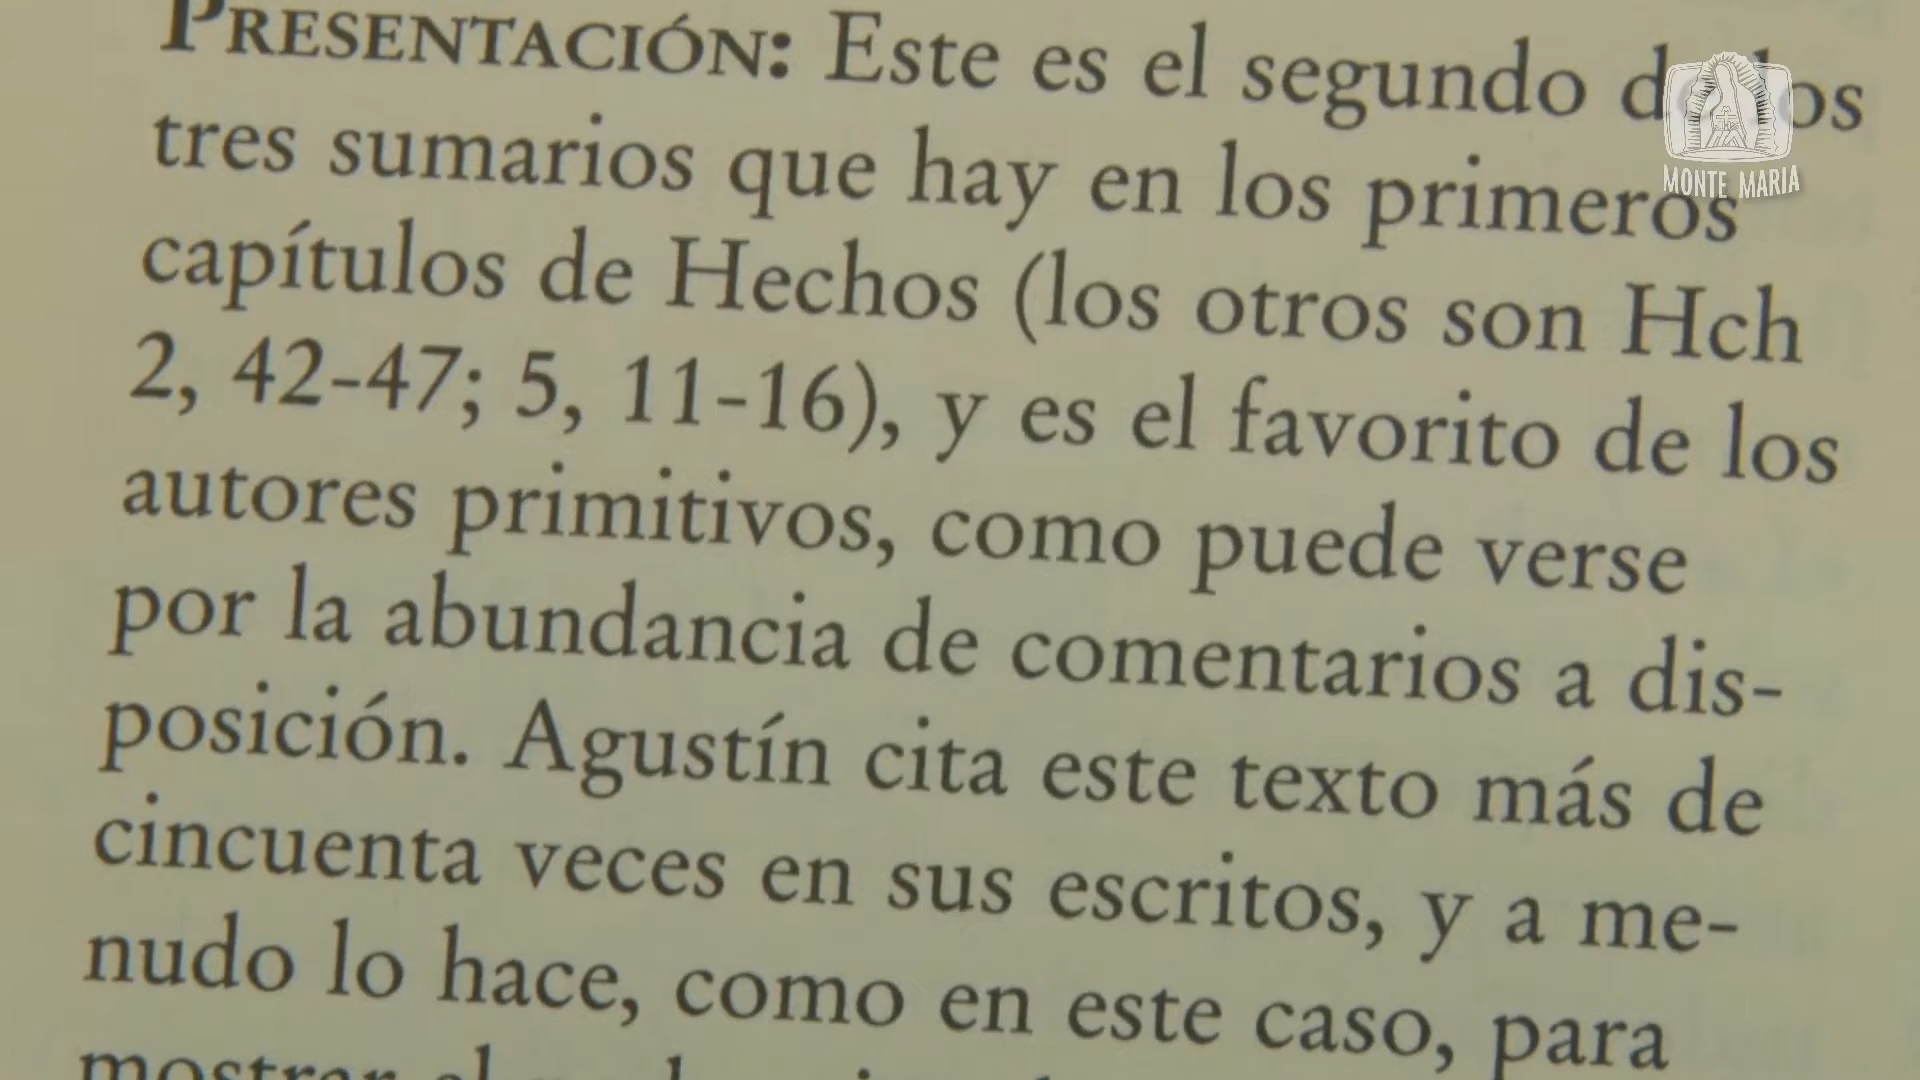 PRESENTACIÓN: Este es el segundo de los
tres sumarios que hay en los primeros
capítulos de Hechos (los otros son Hch
2, 42-47; 5, 11-16), y es el favorito de los
autores primitivos, como puede verse
por la abundancia de comentarios a dis-
posición. Agustín cita este texto más de
cincuenta veces en sus escritos, y a me-
nudo lo hace, como en este caso, para
mostrar el
MONTE MARIA